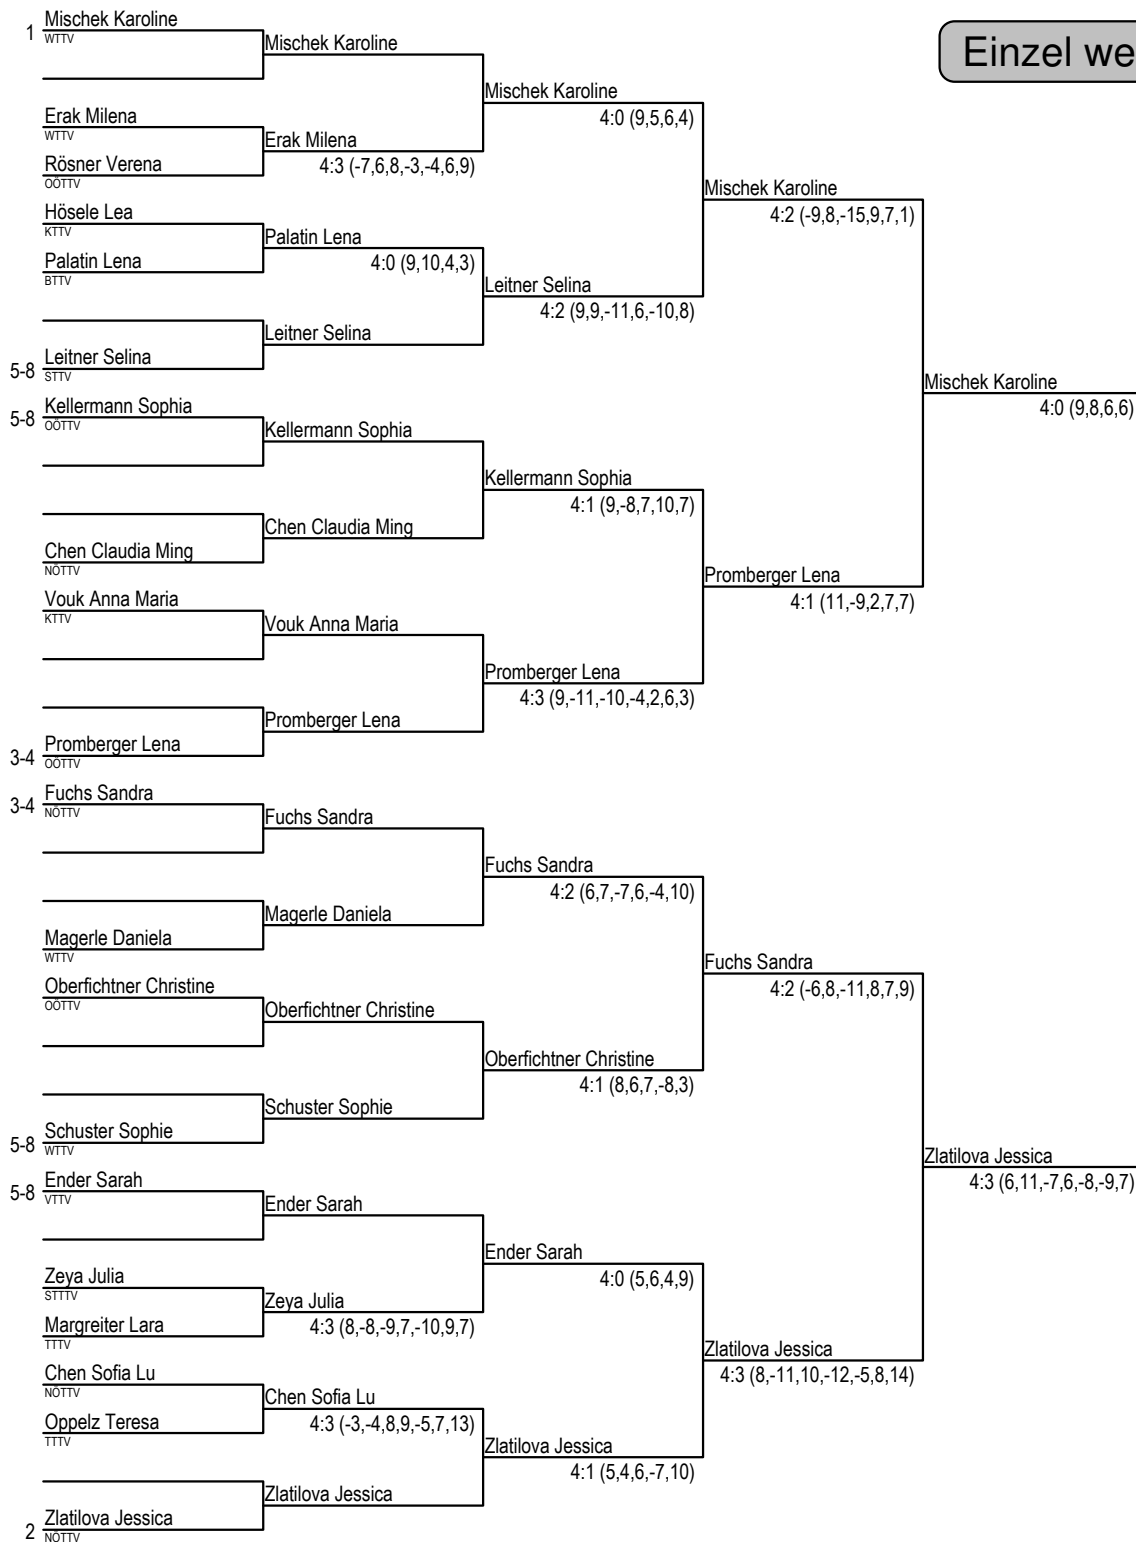 Einzel we
1 Mischek Karoline
WTTV
Erak Milena
WTTV
Rösner Verena
OÖTTV
Hösele Lea
KTTV
Palatin Lena
BTTV
5-8 Leitner Selina
STTV
5-8 Kellermann Sophia
OÖTTV
Chen Claudia Ming
NÖTTV
Vouk Anna Maria
KTTV
3-4 Promberger Lena
OÖTTV
3-4 Fuchs Sandra
NÖTTV
Magerle Daniela
WTTV
Oberfichtner Christine
OÖTTV
5-8 Schuster Sophie
WTTV
5-8 Ender Sarah
VTTV
Zeya Julia
STTTV
Margreiter Lara
TTTV
Chen Sofia Lu
NÖTTV
Oppelz Teresa
TTTV
2 Zlatilova Jessica
NÖTTV
Mischek Karoline
Erak Milena
4:3 (-7,6,8,-3,-4,6,9)
Palatin Lena
4:0 (9,10,4,3)
Leitner Selina
Kellermann Sophia
Chen Claudia Ming
Vouk Anna Maria
Promberger Lena
Fuchs Sandra
Magerle Daniela
Oberfichtner Christine
Schuster Sophie
Ender Sarah
Zeya Julia
4:3 (8,-8,-9,7,-10,9,7)
Chen Sofia Lu
4:3 (-3,-4,8,9,-5,7,13)
Zlatilova Jessica
Mischek Karoline
4:0 (9,5,6,4)
Leitner Selina
4:2 (9,9,-11,6,-10,8)
Kellermann Sophia
4:1 (9,-8,7,10,7)
Promberger Lena
4:3 (9,-11,-10,-4,2,6,3)
Fuchs Sandra
4:2 (6,7,-7,6,-4,10)
Oberfichtner Christine
4:1 (8,6,7,-8,3)
Ender Sarah
4:0 (5,6,4,9)
Zlatilova Jessica
4:1 (5,4,6,-7,10)
Mischek Karoline
4:2 (-9,8,-15,9,7,1)
Promberger Lena
4:1 (11,-9,2,7,7)
Fuchs Sandra
4:2 (-6,8,-11,8,7,9)
Zlatilova Jessica
4:3 (8,-11,10,-12,-5,8,14)
Mischek Karoline
4:0 (9,8,6,6)
Zlatilova Jessica
4:3 (6,11,-7,6,-8,-9,7)